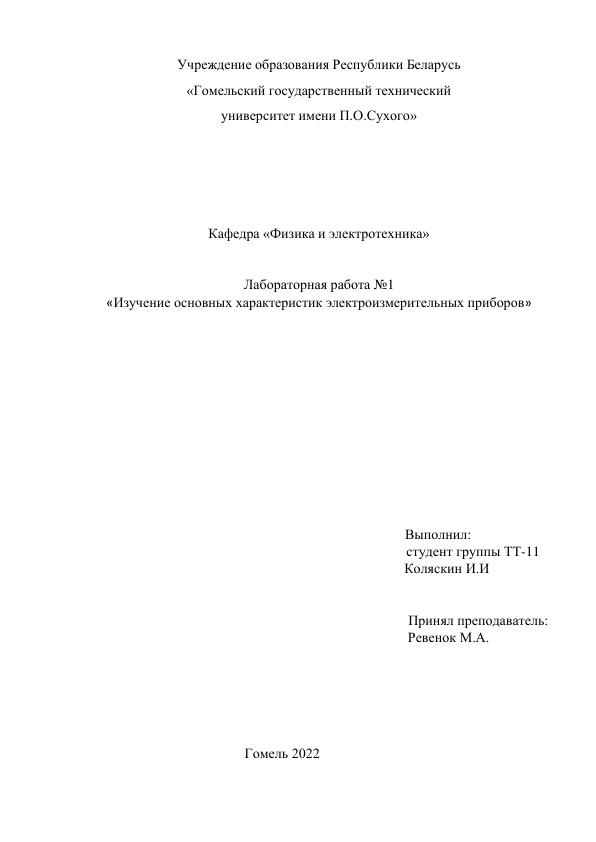 Учреждение образования Республики Беларусь
«Гомельский государственный технический
университет имени П.О.Сухого»
Кафедра «Физика и электротехника»
Лабораторная работа №1
«Изучение основных характеристик электроизмерительных приборов»
Выполнил:
студент группы ТТ-11
Коляскин И.И
Принял преподаватель:
Ревенок М.А.
Гомель 2022